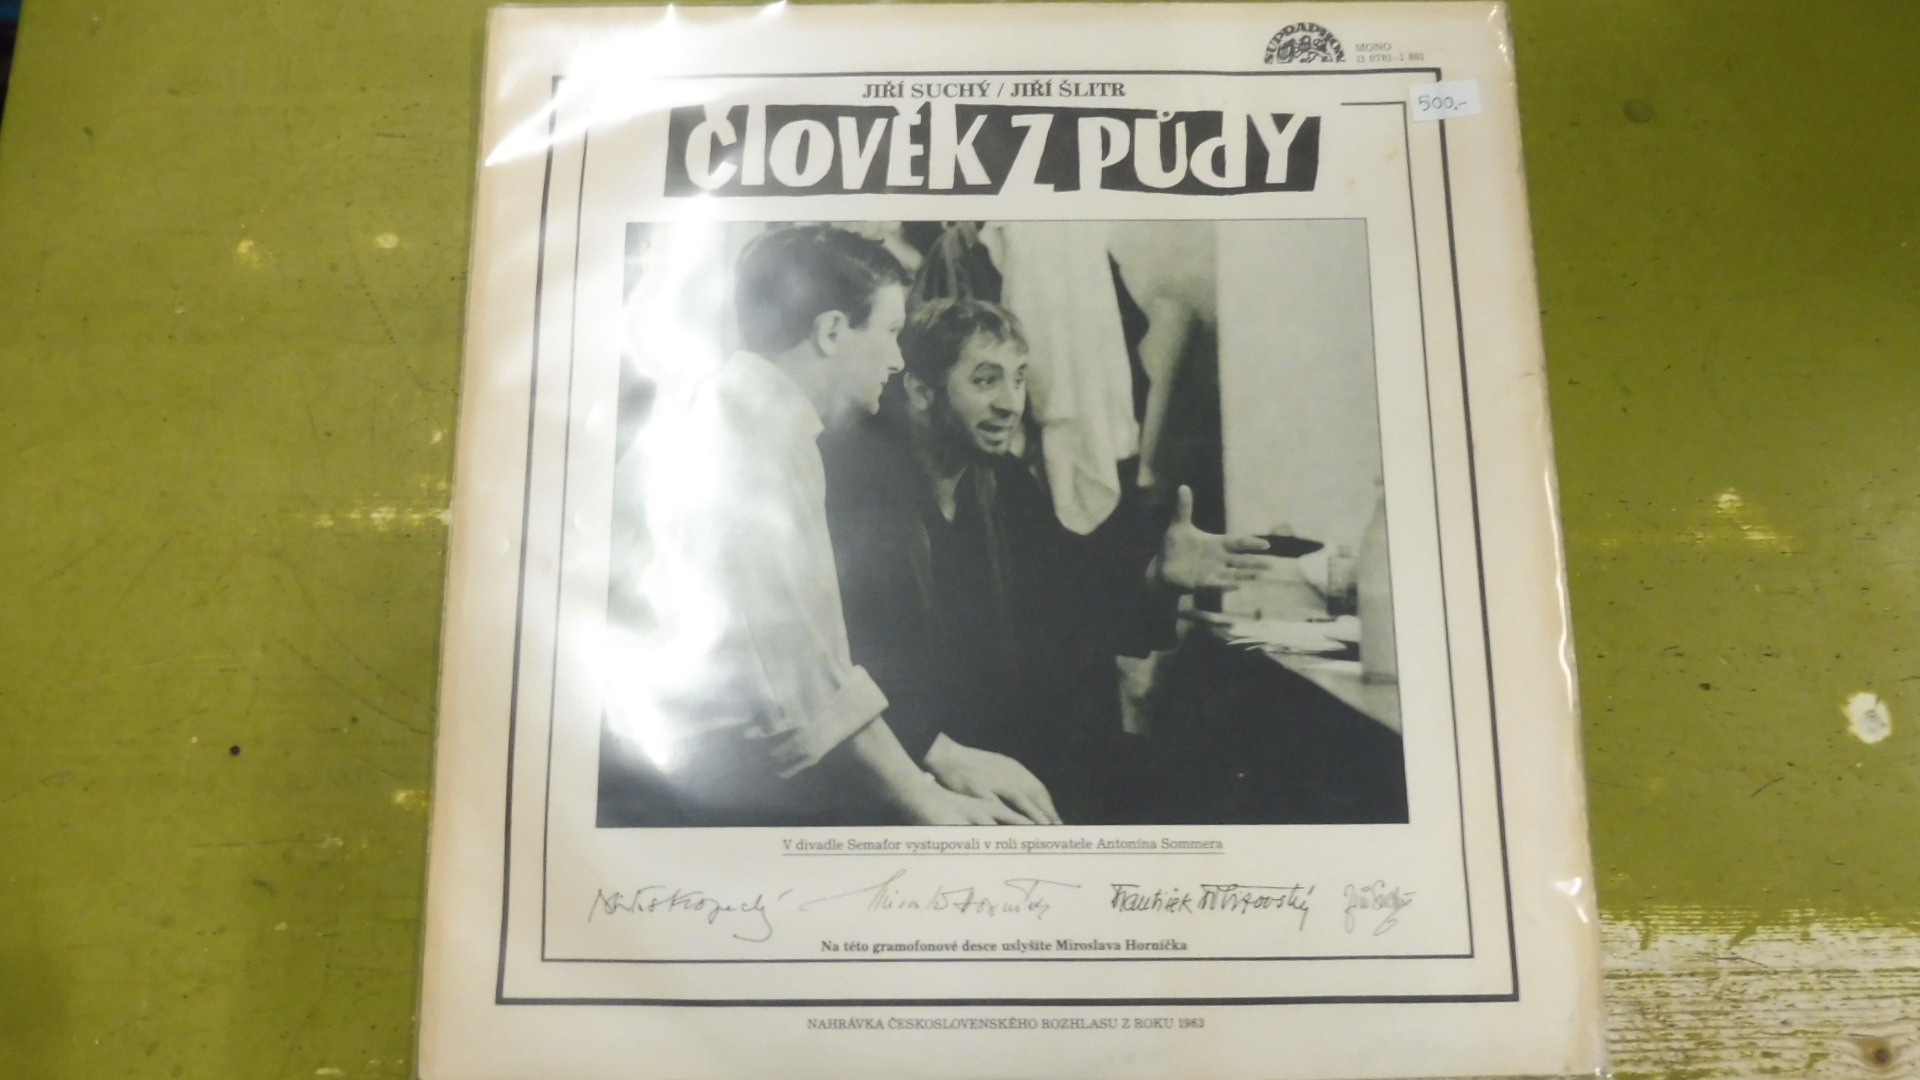 SUPRAPHON
MONO
500,-
JIŘÍ SUCHÝ / JIŘÍ ŠLITR
ČLOVĚK Z PŮDY
V divadle Semafor vystupovali v roli spisovatele Antonína Sommera
Na této gramofonové desce uslyšíte Miroslava Horníčka
NAHRÁVKA ČESKOSLOVENSKÉHO ROZHLASU Z ROKU 1963